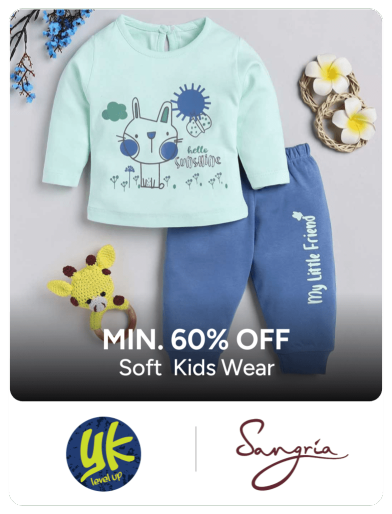 hello
sunshine
My Little Friend
MIN. 60% OFF
Soft Kids Wear
yk
level up
Sangria